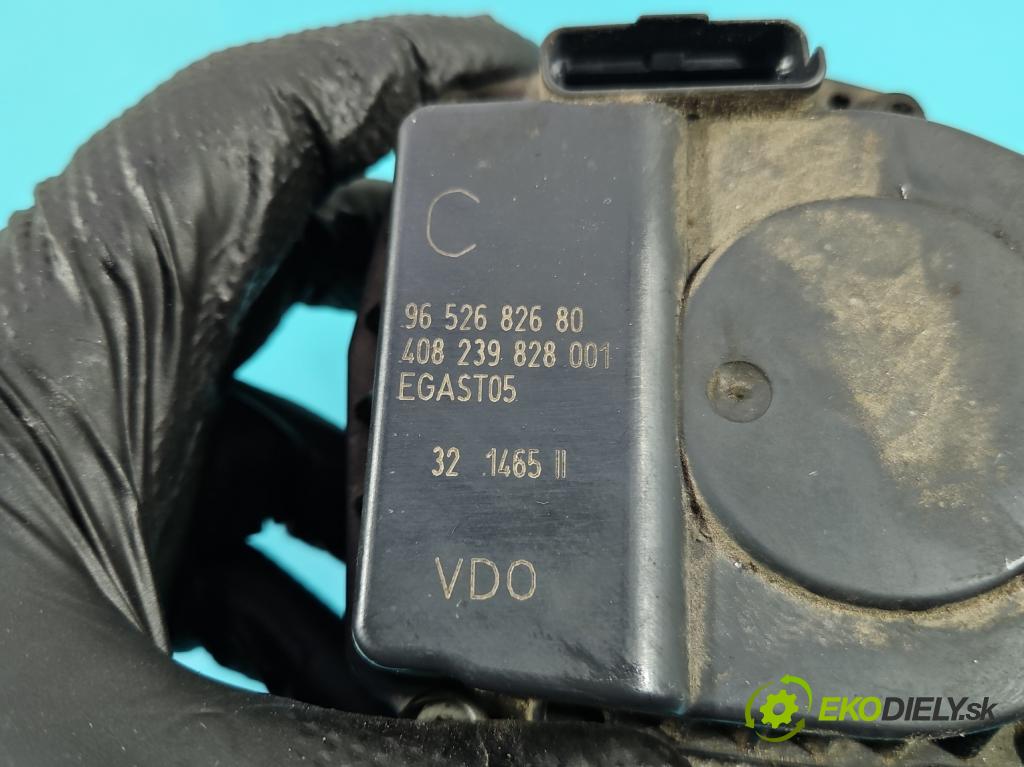 C
96 526 826 80
408 239 828 001
EGAST05
32 .1465 II
VDO
EKODIELY.sk